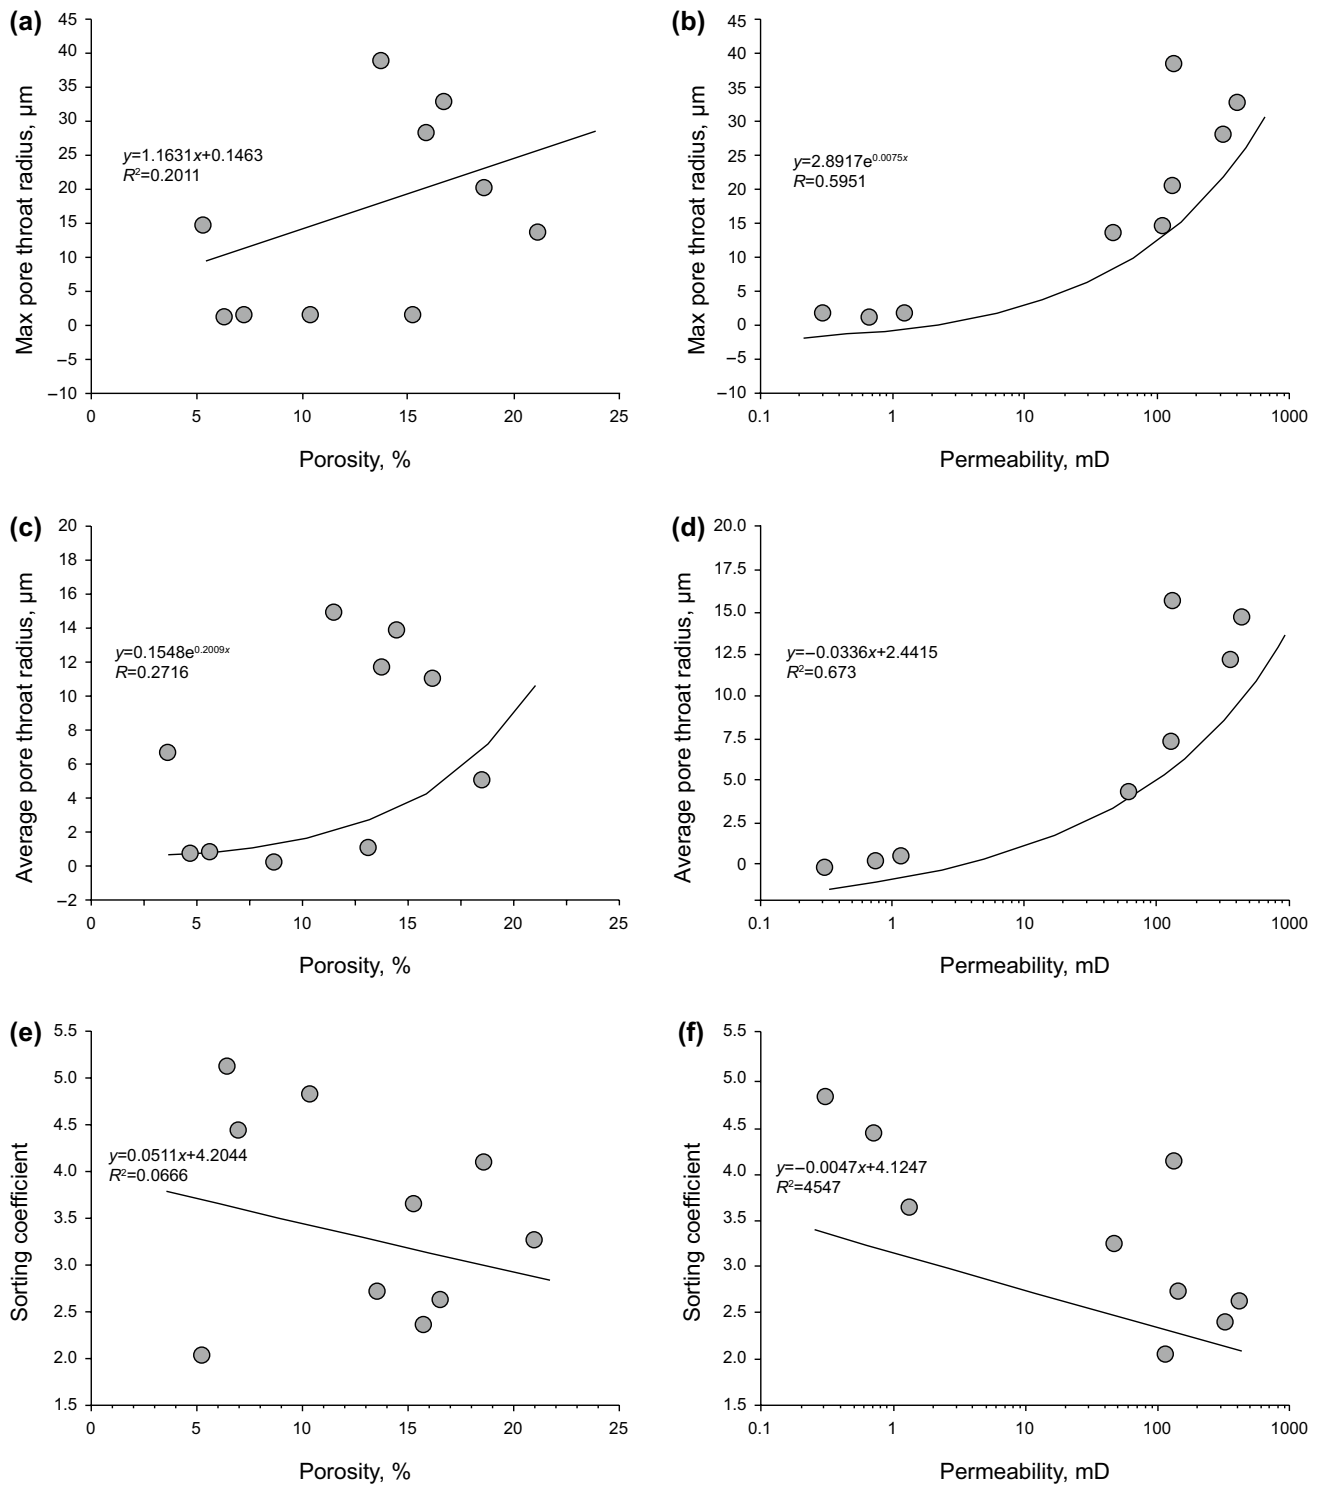 (a)
45
40
35
30
25
20
15
10
5
0
–5
–10
Max pore throat radius, μm
y=1.1631x+0.1463
R²=0.2011
0 5 10 15 20 25
Porosity, %
(b)
45
40
35
30
25
20
15
10
5
0
–5
–10
Max pore throat radius, μm
y=2.8917e^0.0075x
R=0.5951
0.1 1 10 100 1000
Permeability, mD
(c)
20
18
16
14
12
10
8
6
4
2
0
–2
Average pore throat radius, μm
y=0.1548e^0.2009x
R=0.2716
0 5 10 15 20 25
Porosity, %
(d)
20.0
17.5
15.0
12.5
10.0
7.5
5.0
2.5
0
Average pore throat radius, μm
y=–0.0336x+2.4415
R²=0.673
0.1 1 10 100 1000
Permeability, mD
(e)
5.5
5.0
4.5
4.0
3.5
3.0
2.5
2.0
1.5
Sorting coefficient
y=0.0511x+4.2044
R²=0.0666
0 5 10 15 20 25
Porosity, %
(f)
5.5
5.0
4.5
4.0
3.5
3.0
2.5
2.0
1.5
Sorting coefficient
y=–0.0047x+4.1247
R²=4547
0.1 1 10 100 1000
Permeability, mD